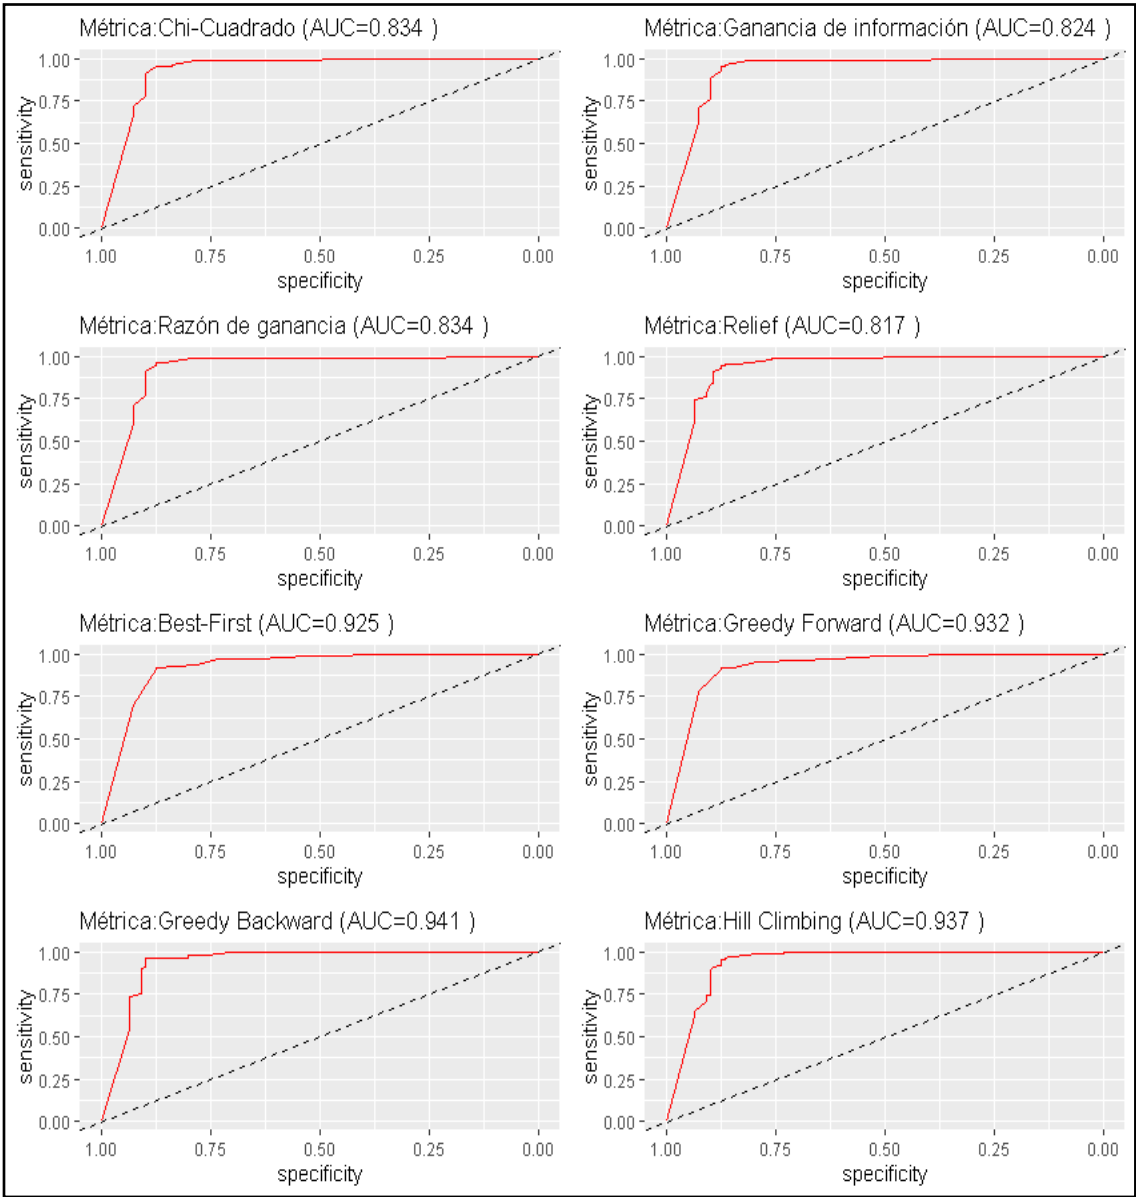 Métrica:Chi-Cuadrado (AUC=0.834 )
1.00
0.75
0.50
0.25
0.00
sensitivity
1.00 0.75 0.50 0.25 0.00
specificity
Métrica:Ganancia de información (AUC=0.824 )
1.00
0.75
0.50
0.25
0.00
sensitivity
1.00 0.75 0.50 0.25 0.00
specificity
Métrica:Razón de ganancia (AUC=0.834 )
1.00
0.75
0.50
0.25
0.00
sensitivity
1.00 0.75 0.50 0.25 0.00
specificity
Métrica:Relief (AUC=0.817 )
1.00
0.75
0.50
0.25
0.00
sensitivity
1.00 0.75 0.50 0.25 0.00
specificity
Métrica:Best-First (AUC=0.925 )
1.00
0.75
0.50
0.25
0.00
sensitivity
1.00 0.75 0.50 0.25 0.00
specificity
Métrica:Greedy Forward (AUC=0.932 )
1.00
0.75
0.50
0.25
0.00
sensitivity
1.00 0.75 0.50 0.25 0.00
specificity
Métrica:Greedy Backward (AUC=0.941 )
1.00
0.75
0.50
0.25
0.00
sensitivity
1.00 0.75 0.50 0.25 0.00
specificity
Métrica:Hill Climbing (AUC=0.937 )
1.00
0.75
0.50
0.25
0.00
sensitivity
1.00 0.75 0.50 0.25 0.00
specificity